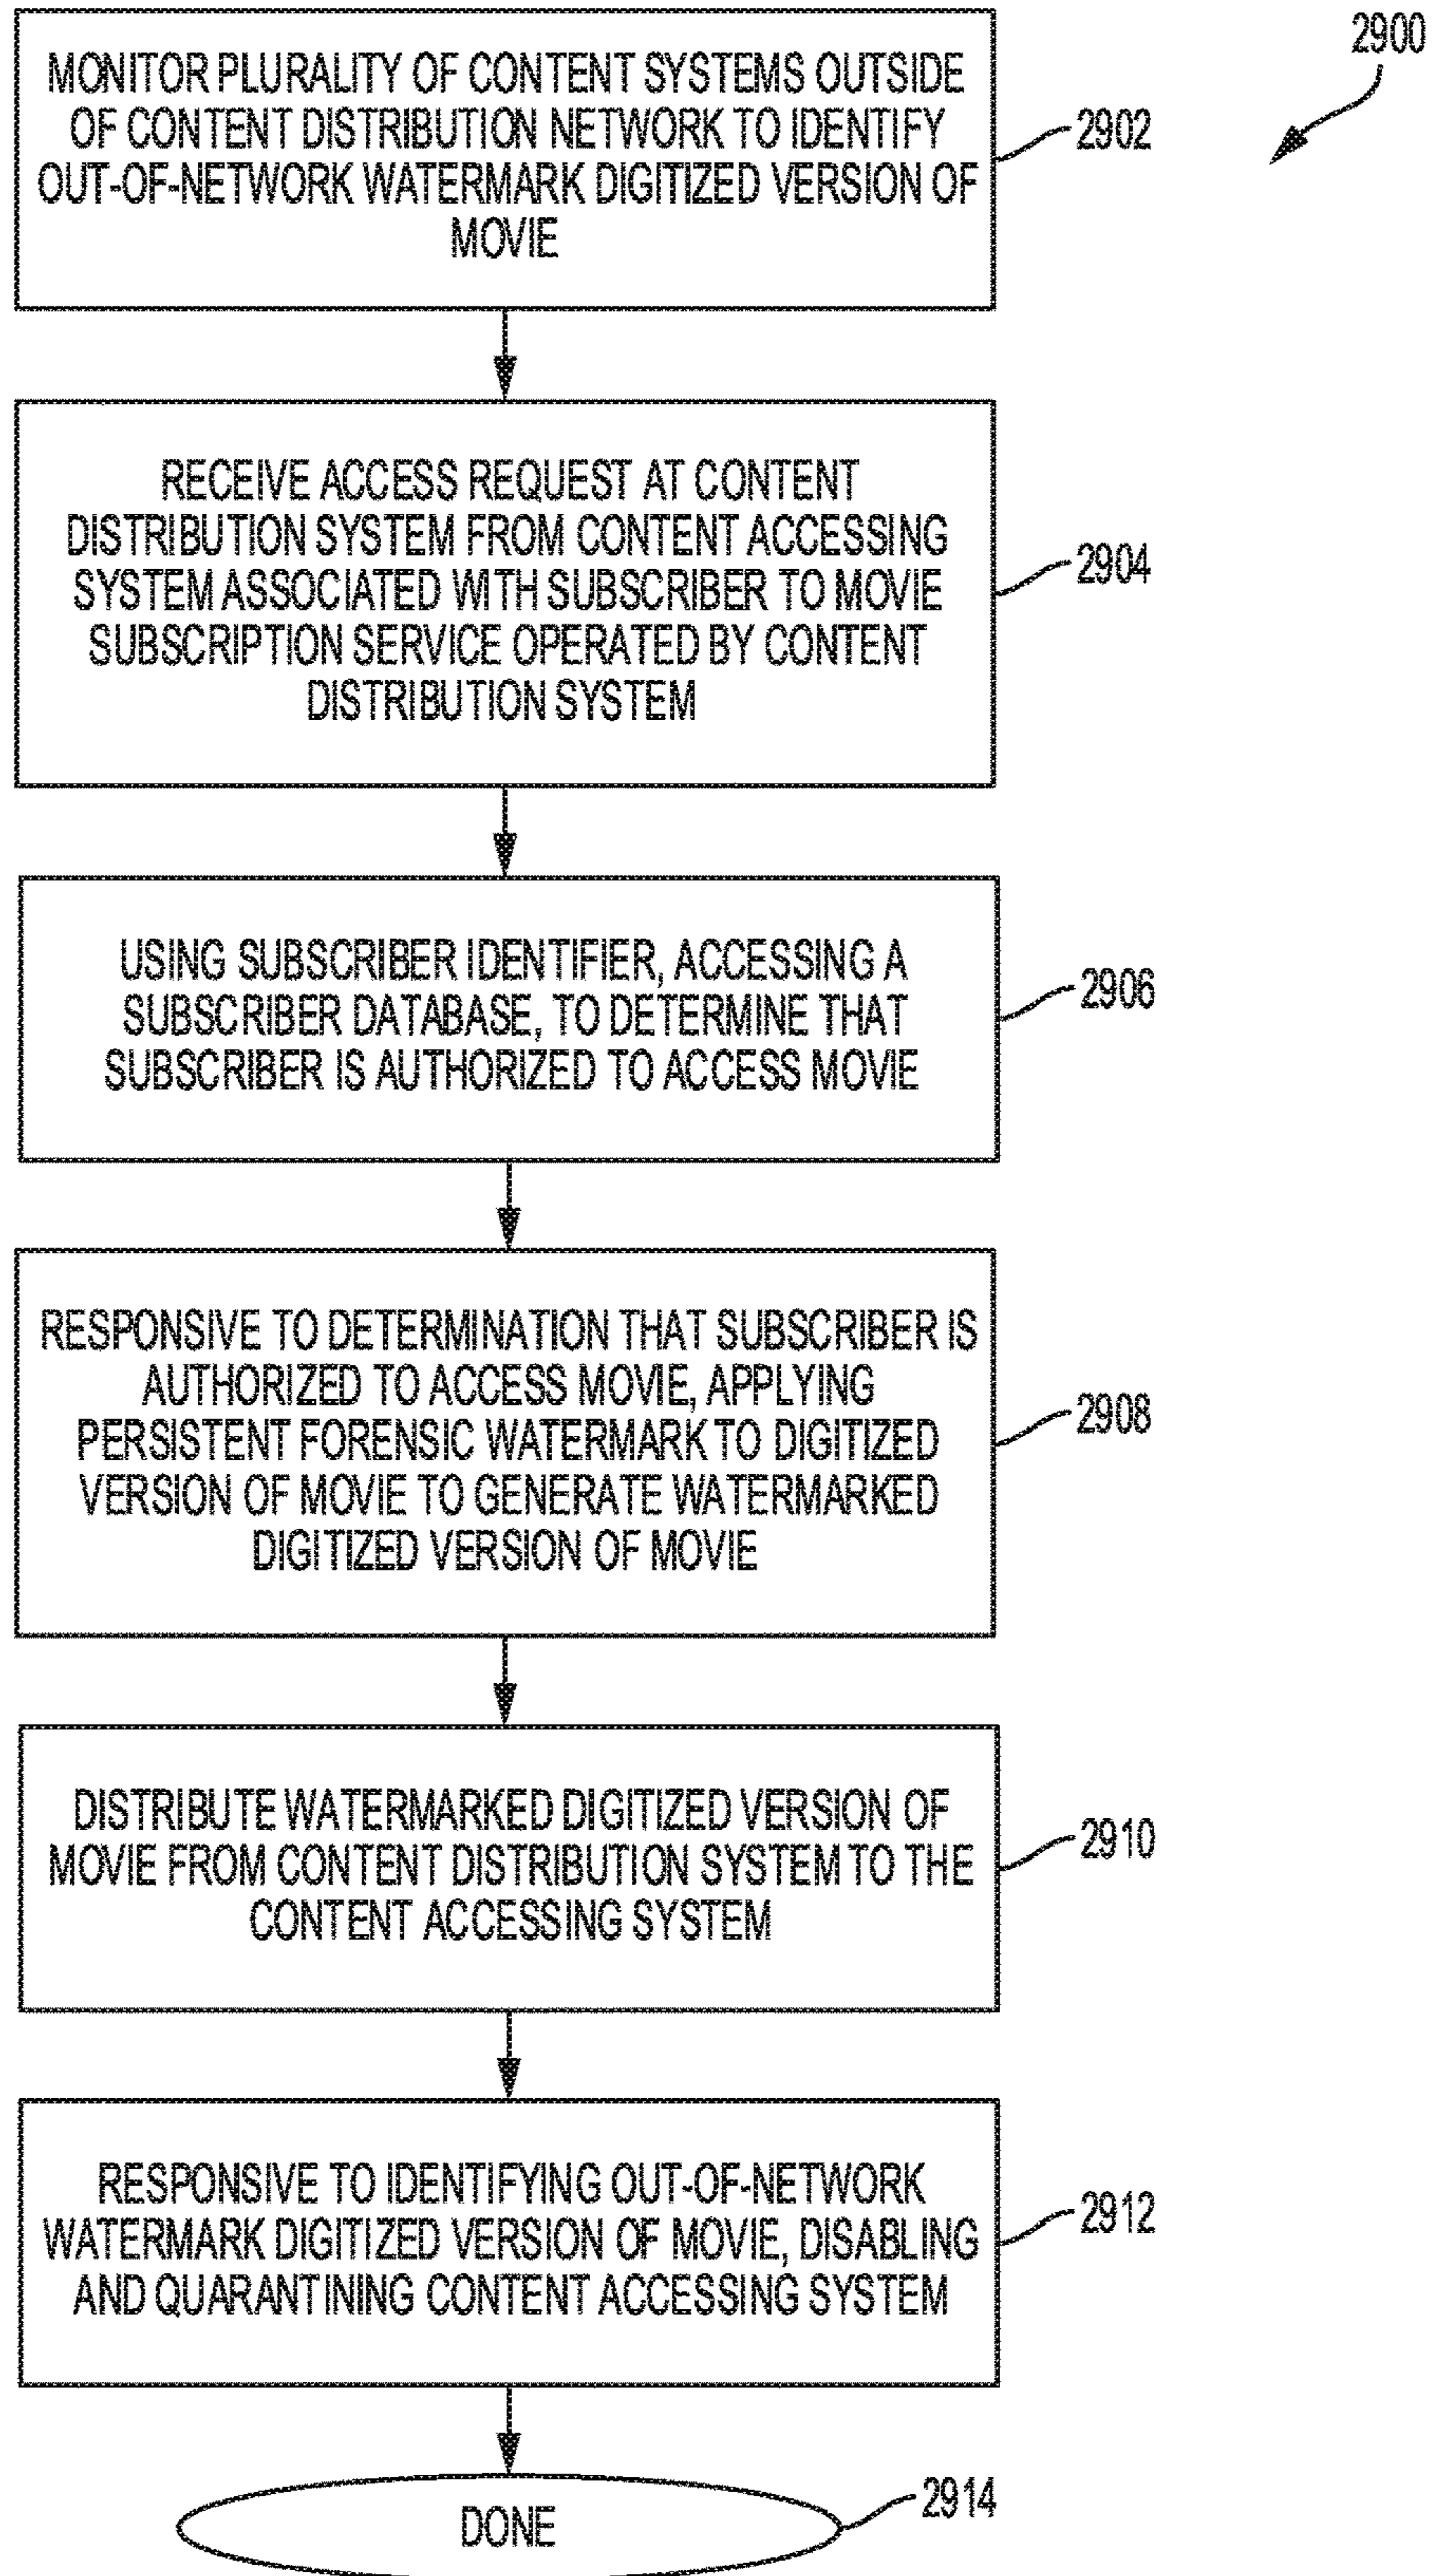 2900
MONITOR PLURALITY OF CONTENT SYSTEMS OUTSIDE
OF CONTENT DISTRIBUTION NETWORK TO IDENTIFY
OUT-OF-NETWORK WATERMARK DIGITIZED VERSION OF
MOVIE
2902
RECEIVE ACCESS REQUEST AT CONTENT
DISTRIBUTION SYSTEM FROM CONTENT ACCESSING
SYSTEM ASSOCIATED WITH SUBSCRIBER TO MOVIE
SUBSCRIPTION SERVICE OPERATED BY CONTENT
DISTRIBUTION SYSTEM
2904
USING SUBSCRIBER IDENTIFIER, ACCESSING A
SUBSCRIBER DATABASE, TO DETERMINE THAT
SUBSCRIBER IS AUTHORIZED TO ACCESS MOVIE
2906
RESPONSIVE TO DETERMINATION THAT SUBSCRIBER IS
AUTHORIZED TO ACCESS MOVIE, APPLYING
PERSISTENT FORENSIC WATERMARK TO DIGITIZED
VERSION OF MOVIE TO GENERATE WATERMARKED
DIGITIZED VERSION OF MOVIE
2908
DISTRIBUTE WATERMARKED DIGITIZED VERSION OF
MOVIE FROM CONTENT DISTRIBUTION SYSTEM TO THE
CONTENT ACCESSING SYSTEM
2910
RESPONSIVE TO IDENTIFYING OUT-OF-NETWORK
WATERMARK DIGITIZED VERSION OF MOVIE, DISABLING
AND QUARANTINING CONTENT ACCESSING SYSTEM
2912
DONE
2914